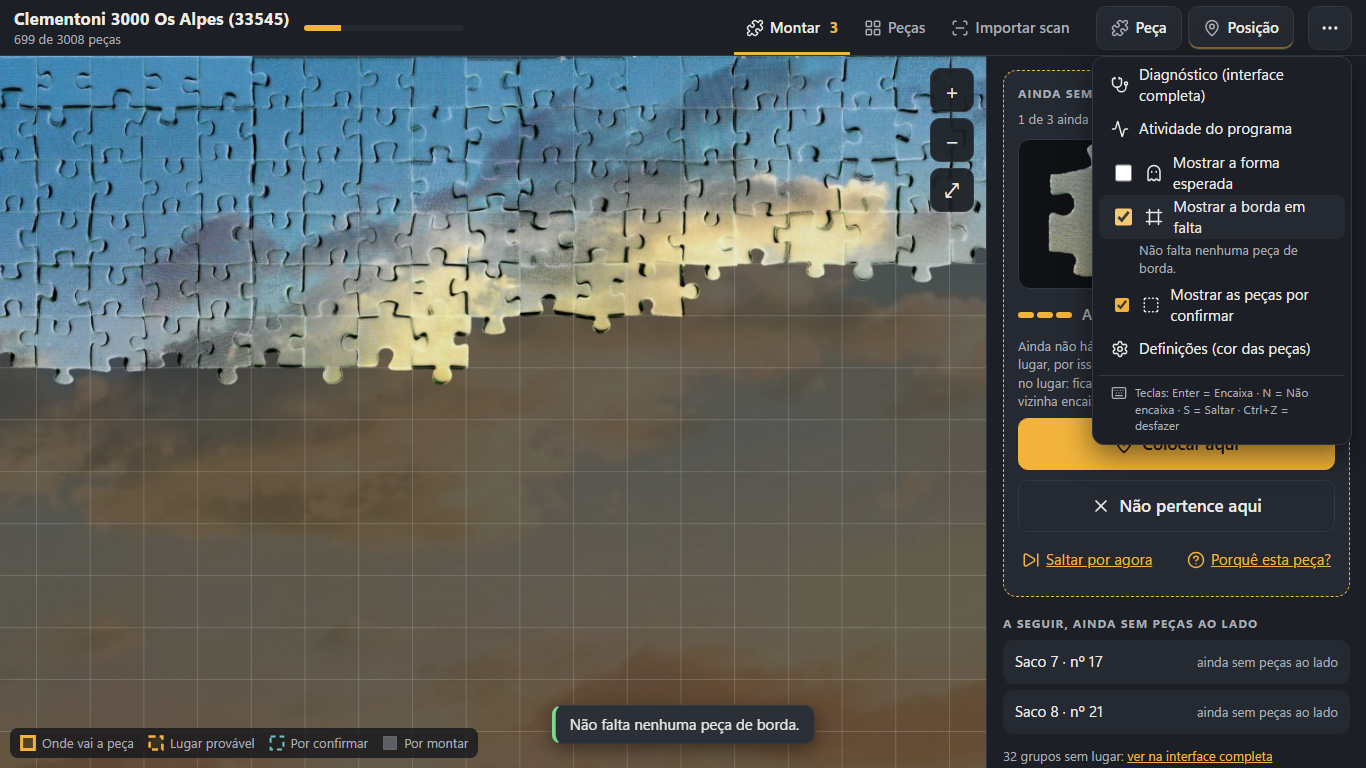 Clementoni 3000 Os Alpes (33545)
699 de 3008 peças
Montar 3
Peças
Importar scan
Peça
Posição
Diagnóstico (interface
completa)
Atividade do programa
Mostrar a forma
esperada
Mostrar a borda em
falta
Não falta nenhuma peça de
borda.
Mostrar as peças por
confirmar
Definições (cor das peças)
Teclas: Enter = Encaixa · N = Não
encaixa · S = Saltar · Ctrl+Z =
desfazer
AINDA SEM
1 de 3 ainda
A
Ainda não há
lugar, por iss
no lugar: fica
vizinha encai
Colocar aqui
Não pertence aqui
Saltar por agora
Porquê esta peça?
A SEGUIR, AINDA SEM PEÇAS AO LADO
Saco 7 · nº 17
ainda sem peças ao lado
Saco 8 · nº 21
ainda sem peças ao lado
32 grupos sem lugar: ver na interface completa
Não falta nenhuma peça de borda.
Onde vai a peça
Lugar provável
Por confirmar
Por montar